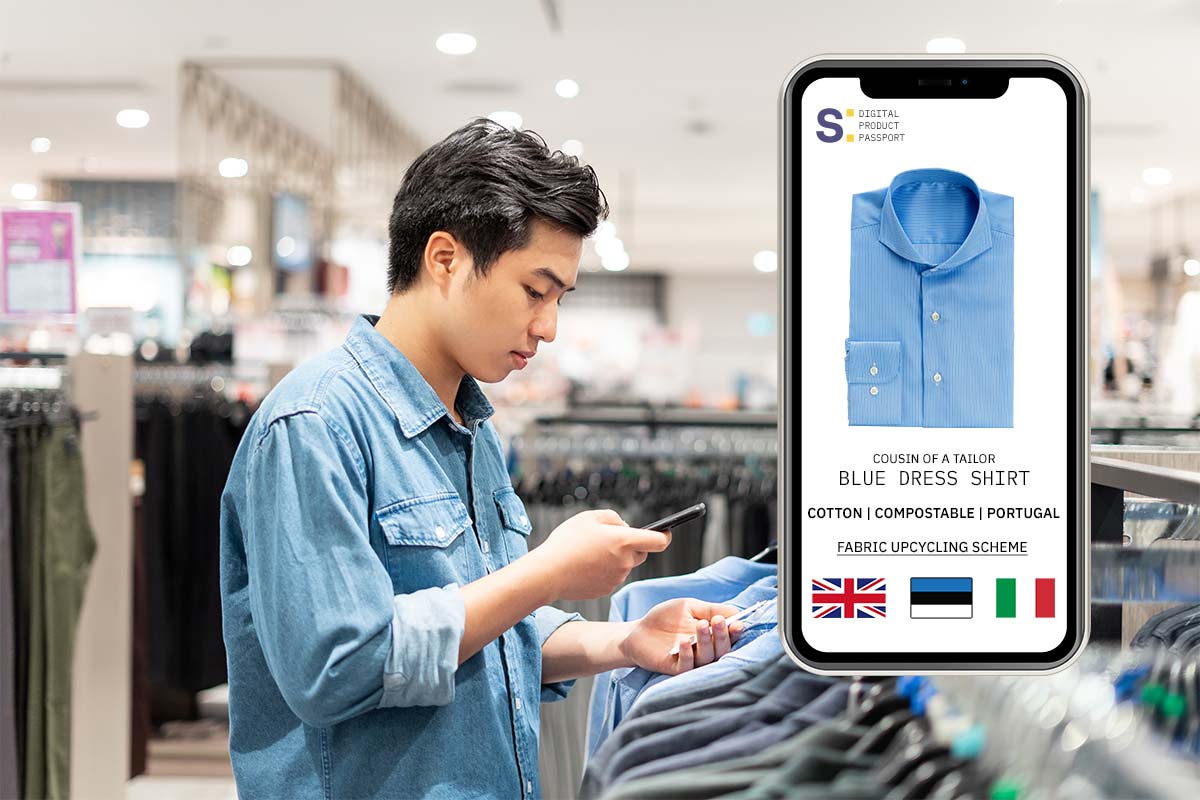 S:
DIGITAL
PRODUCT
PASSPORT
COUSIN OF A TAILOR
BLUE DRESS SHIRT
COTTON | COMPOSTABLE | PORTUGAL
FABRIC UPCYCLING SCHEME